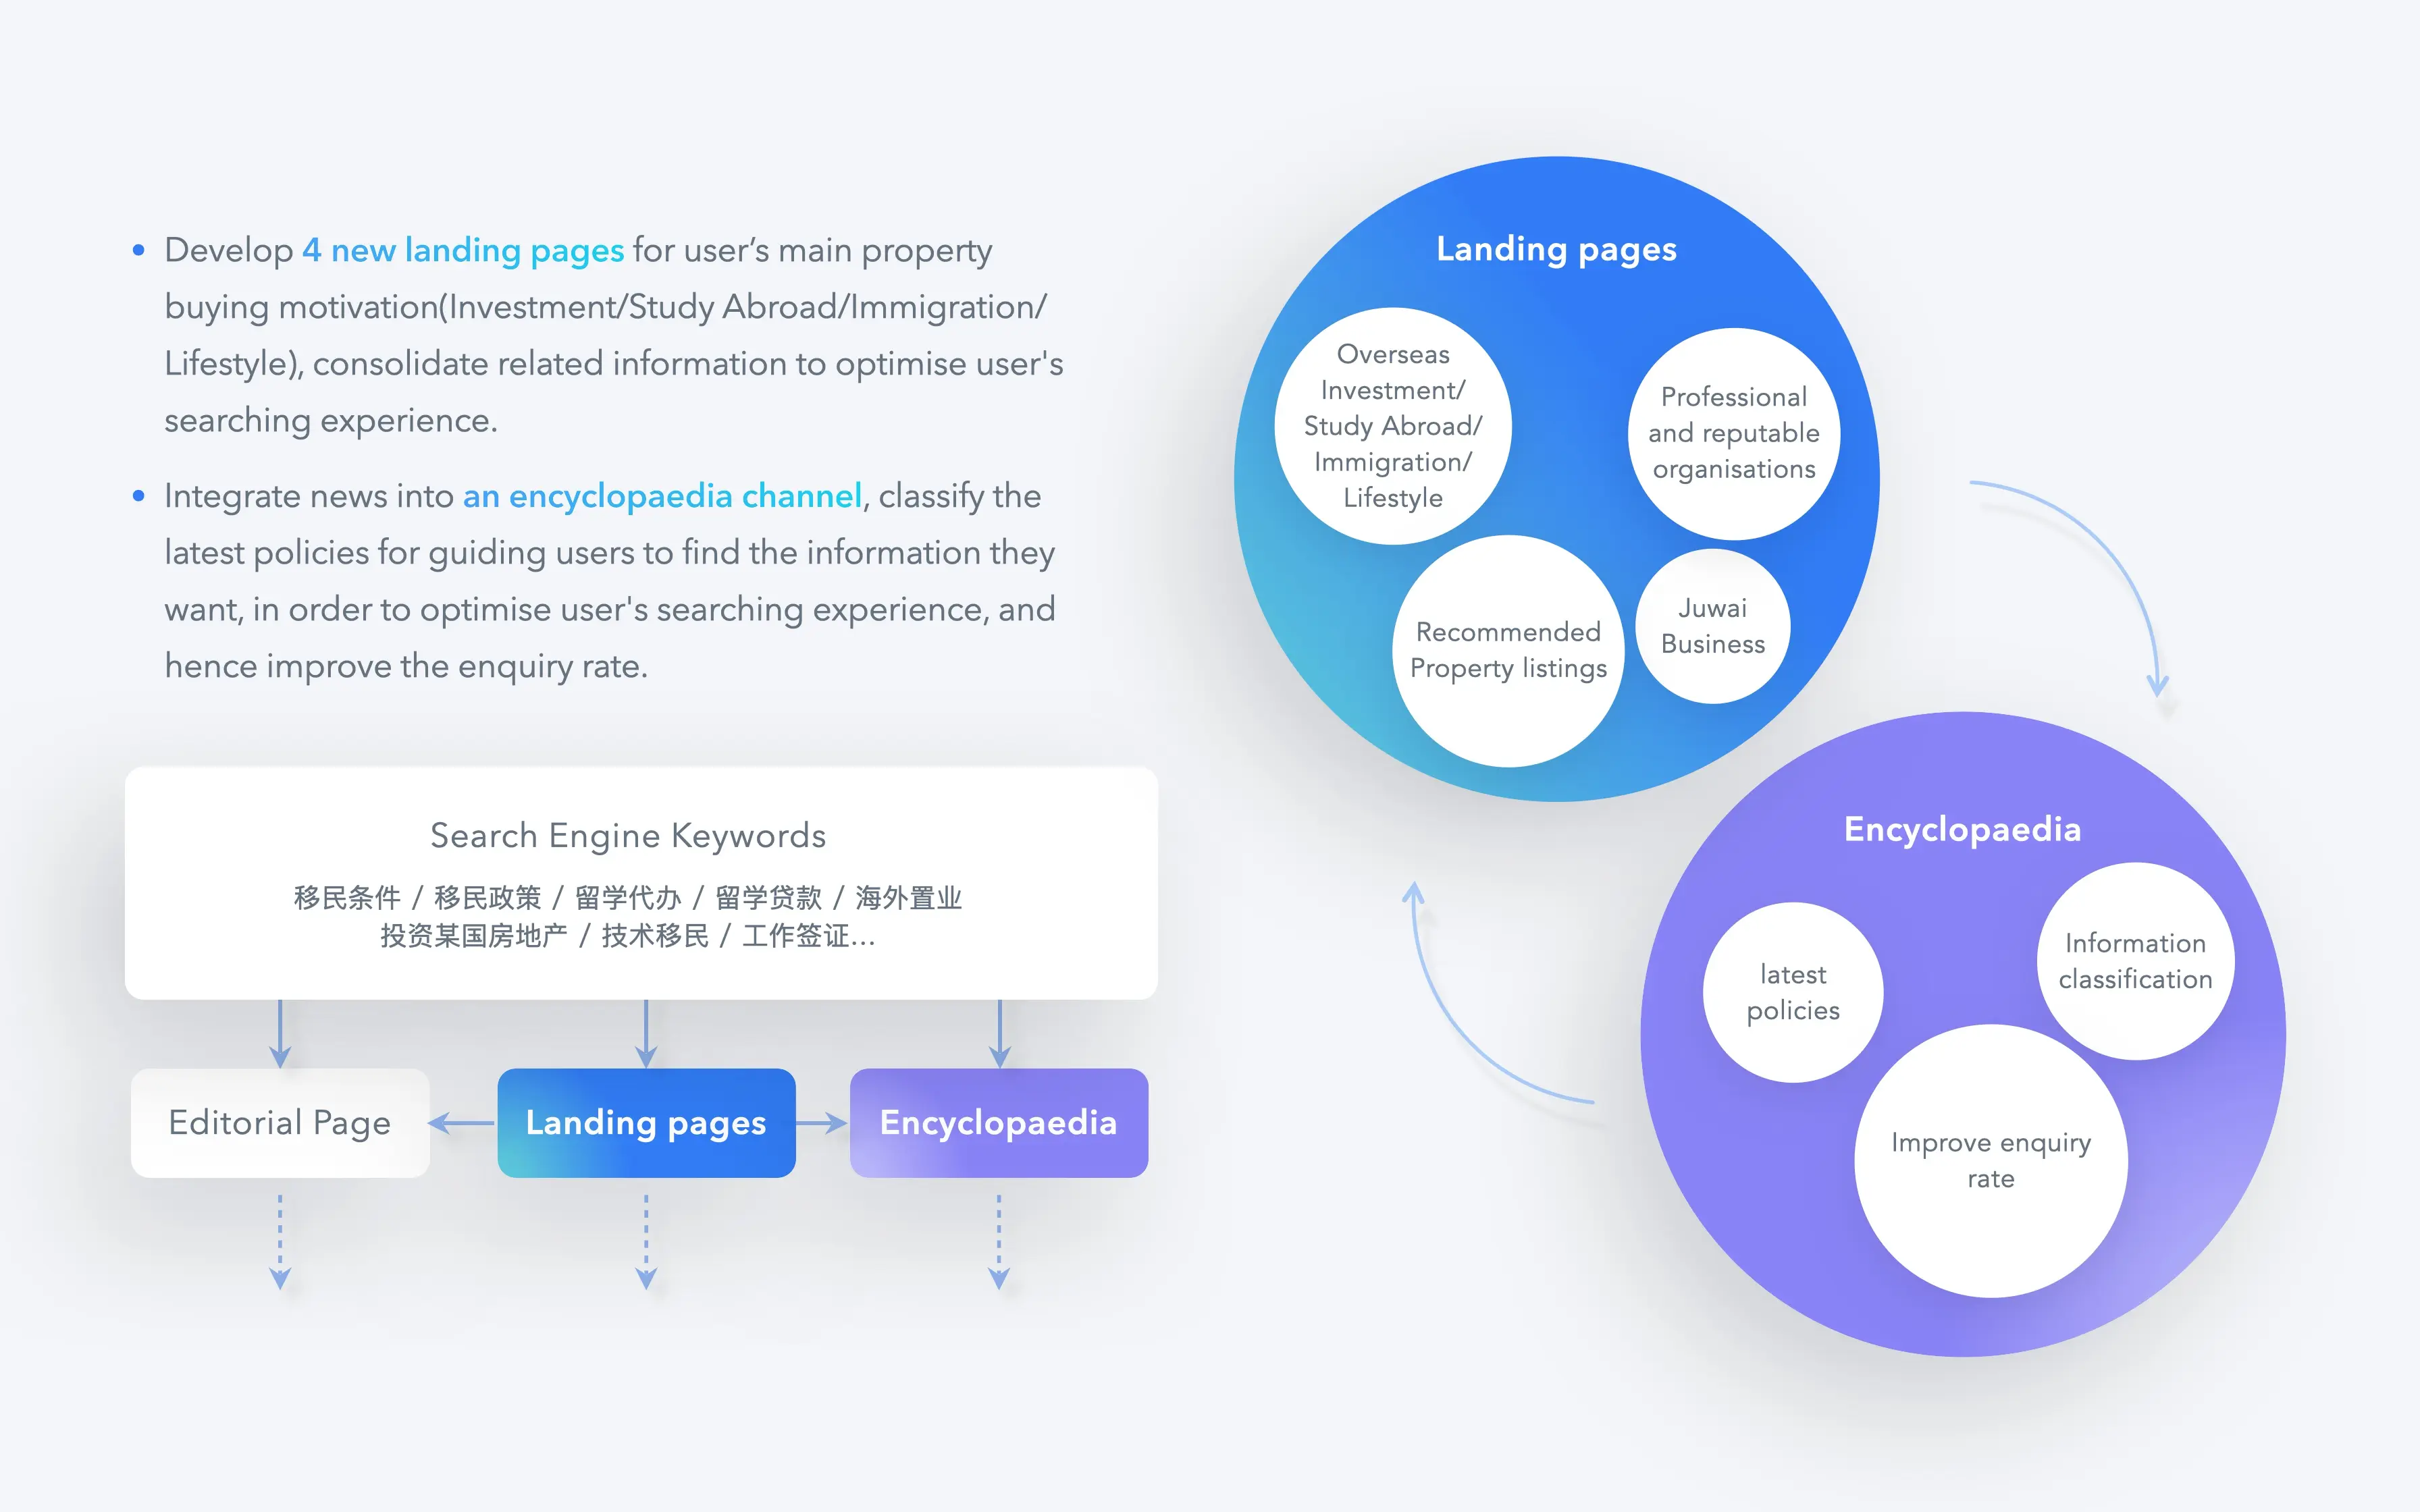 Develop 4 new landing pages for user’s main property
buying motivation(Investment/Study Abroad/Immigration/
Lifestyle), consolidate related information to optimise user's
searching experience.
Integrate news into an encyclopaedia channel, classify the
latest policies for guiding users to find the information they
want, in order to optimise user's searching experience, and
hence improve the enquiry rate.
Search Engine Keywords
移民条件 / 移民政策 / 留学代办 / 留学贷款 / 海外置业
投资某国房地产 / 技术移民 / 工作签证...
Editorial Page
Landing pages
Encyclopaedia
Landing pages
Overseas
Investment/
Study Abroad/
Immigration/
Lifestyle
Professional
and reputable
organisations
Recommended
Property listings
Juwai
Business
Encyclopaedia
latest
policies
Information
classification
Improve enquiry
rate